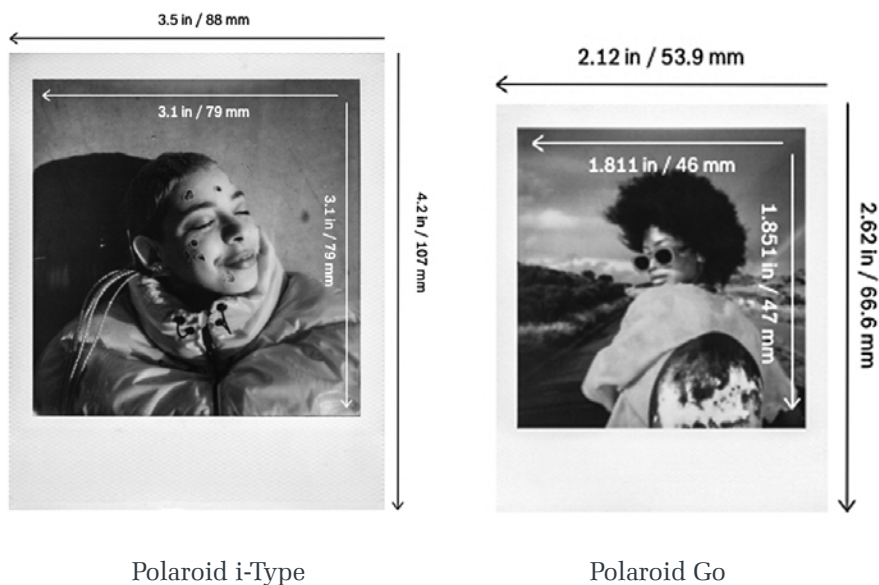 3.5 in / 88 mm
3.1 in / 79 mm
3.1 in / 79 mm
4.2 in / 107 mm
Polaroid i-Type
2.12 in / 53.9 mm
1.811 in / 46 mm
1.851 in / 47 mm
2.62 in / 66.6 mm
Polaroid Go